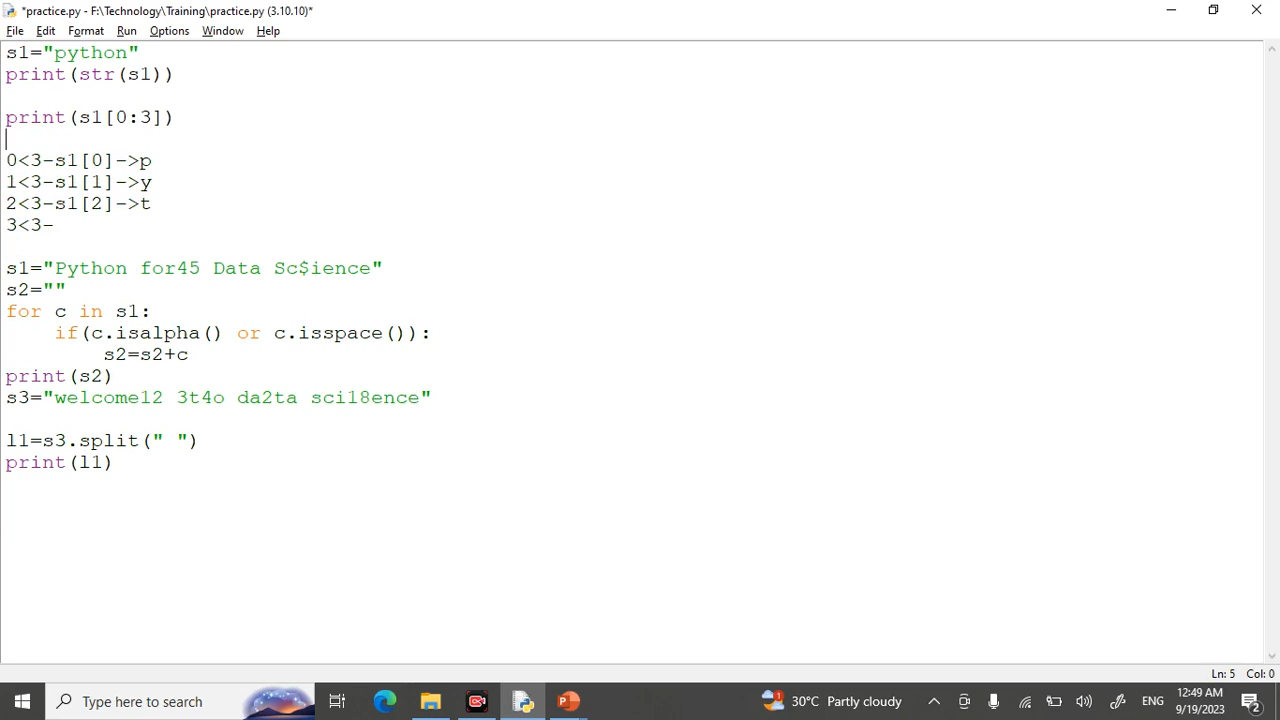 *practice.py - F:\Technology\Training\practice.py (3.10.10)*
File Edit Format Run Options Window Help
s1="python"
print(str(s1))
print(s1[0:3])
0<3-s1[0]->p
1<3-s1[1]->y
2<3-s1[2]->t
3<3-
s1="Python for45 Data Sc$ience"
s2=""
for c in s1:
    if(c.isalpha() or c.isspace()):
        s2=s2+c
print(s2)
s3="welcome12 3t4o da2ta sci18ence"
l1=s3.split(" ")
print(l1)
Ln: 5 Col: 0
Type here to search
1
P
30°C Partly cloudy
ENG
12:49 AM
9/19/2023
2